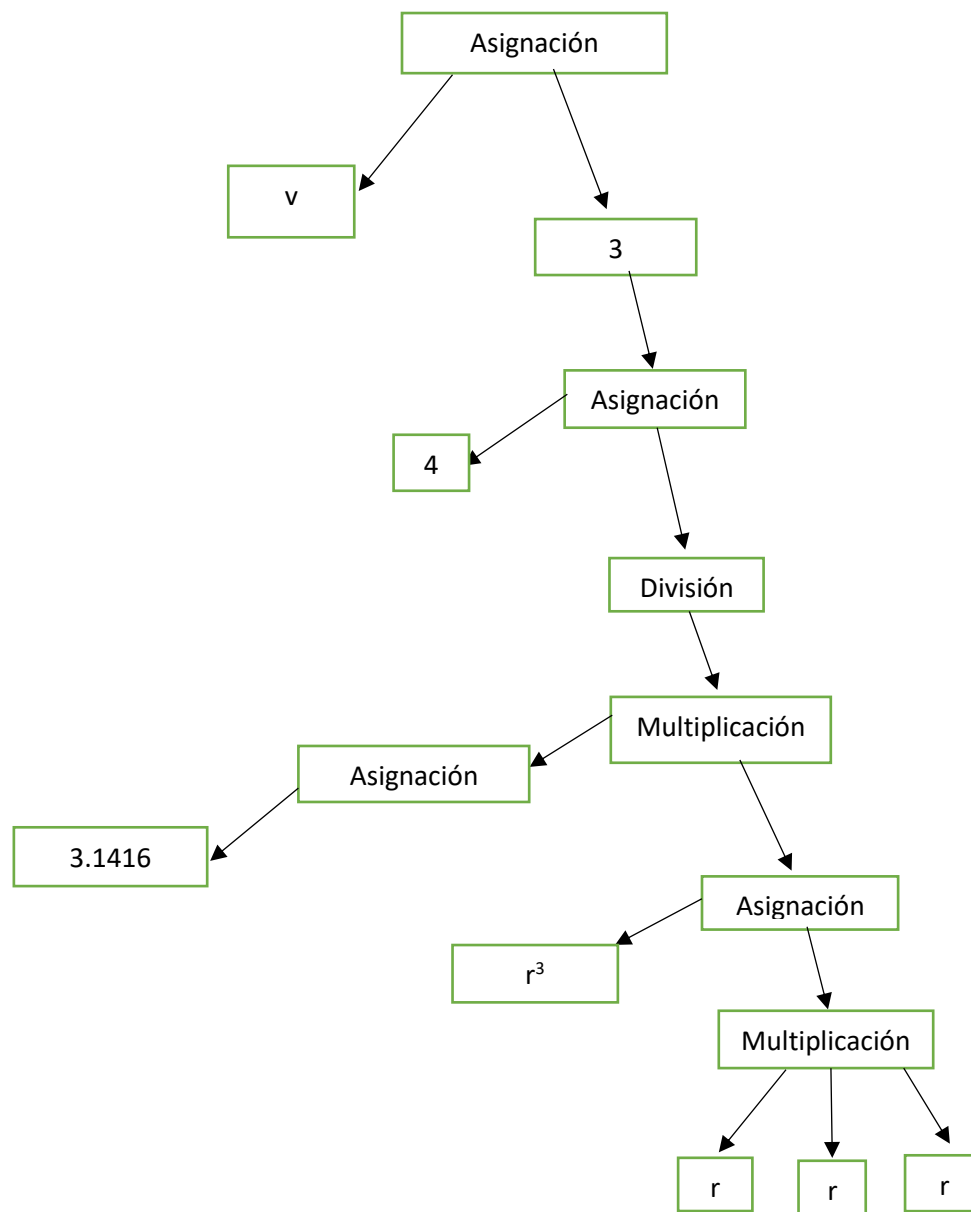 Asignación
v
3
Asignación
4
División
Multiplicación
Asignación
3.1416
Asignación
r³
Multiplicación
r
r
r